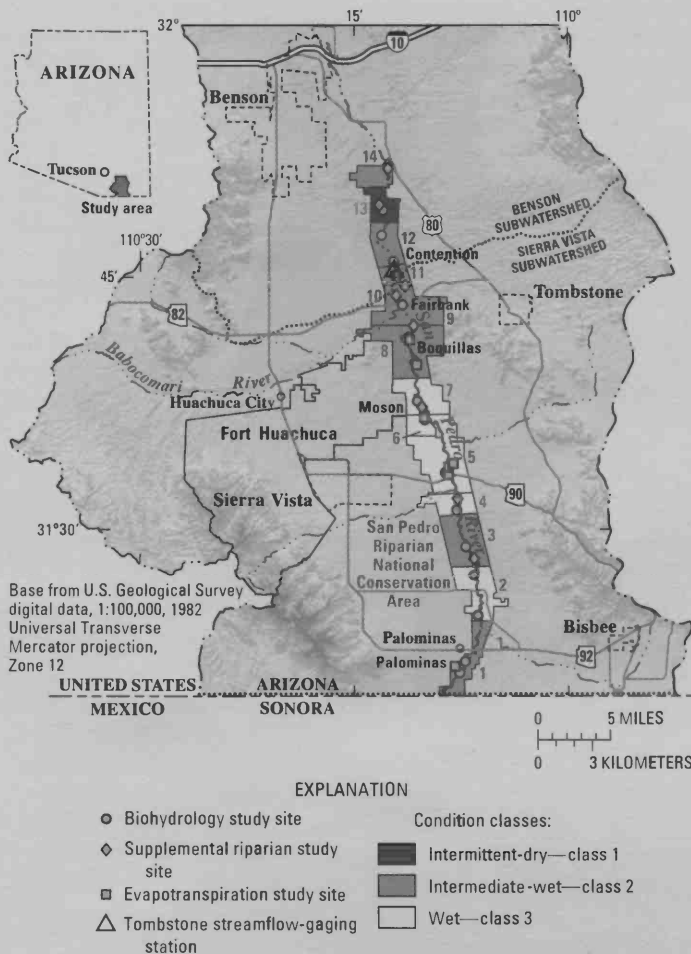 32°
15'
110°
10
ARIZONA
Benson
Tucson
Study area
14
13
80
BENSON
SUBWATERSHED
SIERRA VISTA
SUBWATERSHED
12
Contention
110°30'
45'
11
Tombstone
10
Fairbank
82
San
9
Boquillas
8
Babocomari River
Huachuca City
7
Moson
Fort Huachuca
6
Pedro
5
90
Sierra Vista
4
31°30'
San Pedro
Riparian
National
Conservation
Area
River
3
2
Base from U.S. Geological Survey
digital data, 1:100,000, 1982
Universal Transverse
Mercator projection,
Zone 12
Bisbee
Palominas
92
Palominas
1
UNITED STATES ARIZONA
MEXICO SONORA
0 5 MILES
0 3 KILOMETERS
EXPLANATION
Biohydrology study site
Supplemental riparian study
site
Evapotranspiration study site
Tombstone streamflow-gaging
station
Condition classes:
Intermittent-dry—class 1
Intermediate-wet—class 2
Wet—class 3